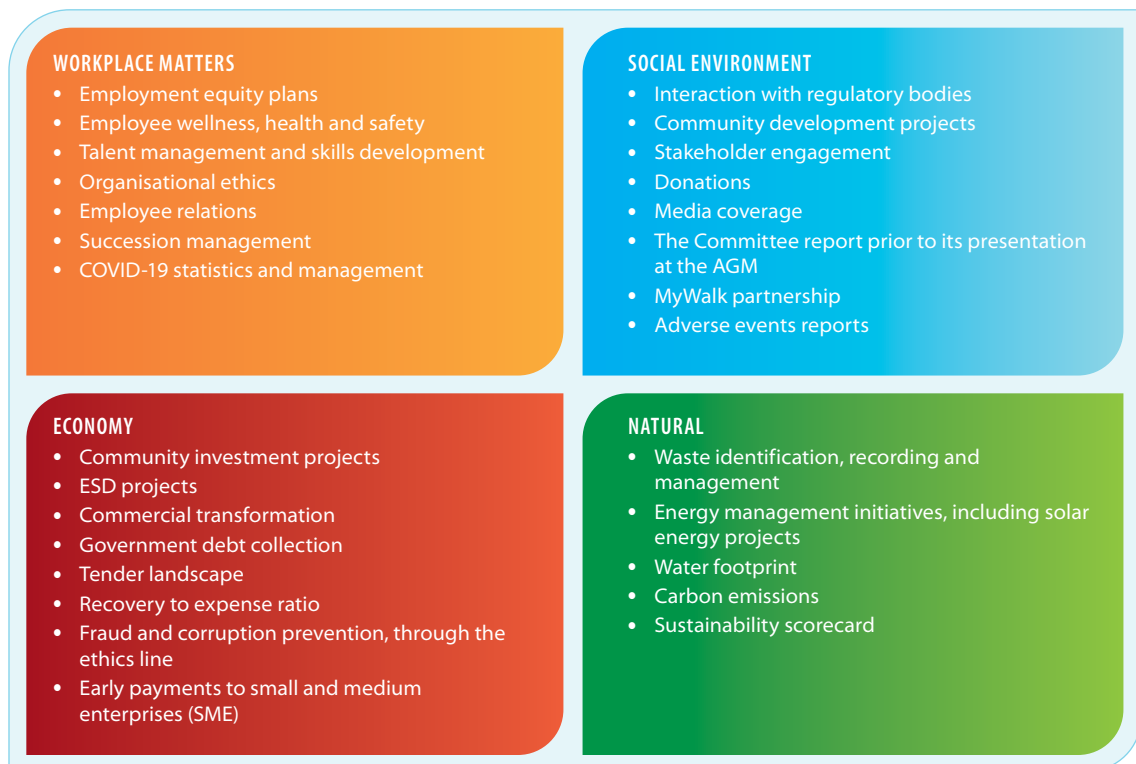 WORKPLACE MATTERS
• Employment equity plans
• Employee wellness, health and safety
• Talent management and skills development
• Organisational ethics
• Employee relations
• Succession management
• COVID-19 statistics and management
SOCIAL ENVIRONMENT
• Interaction with regulatory bodies
• Community development projects
• Stakeholder engagement
• Donations
• Media coverage
• The Committee report prior to its presentation
at the AGM
• MyWalk partnership
• Adverse events reports
ECONOMY
• Community investment projects
• ESD projects
• Commercial transformation
• Government debt collection
• Tender landscape
• Recovery to expense ratio
• Fraud and corruption prevention, through the
ethics line
• Early payments to small and medium
enterprises (SME)
NATURAL
• Waste identification, recording and
management
• Energy management initiatives, including solar
energy projects
• Water footprint
• Carbon emissions
• Sustainability scorecard